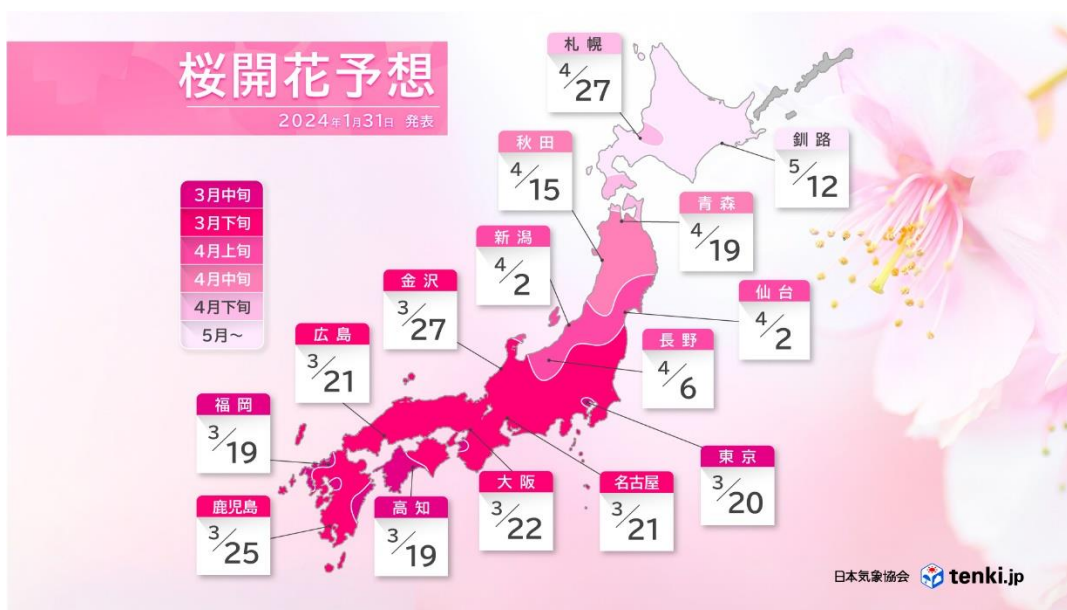 桜開花予想
2024年1月31日 発表
3月中旬
3月下旬
4月上旬
4月中旬
4月下旬
5月～
札幌
4/27
釧路
5/12
秋田
4/15
青森
4/19
新潟
4/2
仙台
4/2
金沢
3/27
長野
4/6
広島
3/21
福岡
3/19
東京
3/20
鹿児島
3/25
高知
3/19
大阪
3/22
名古屋
3/21
日本気象協会 tenki.jp